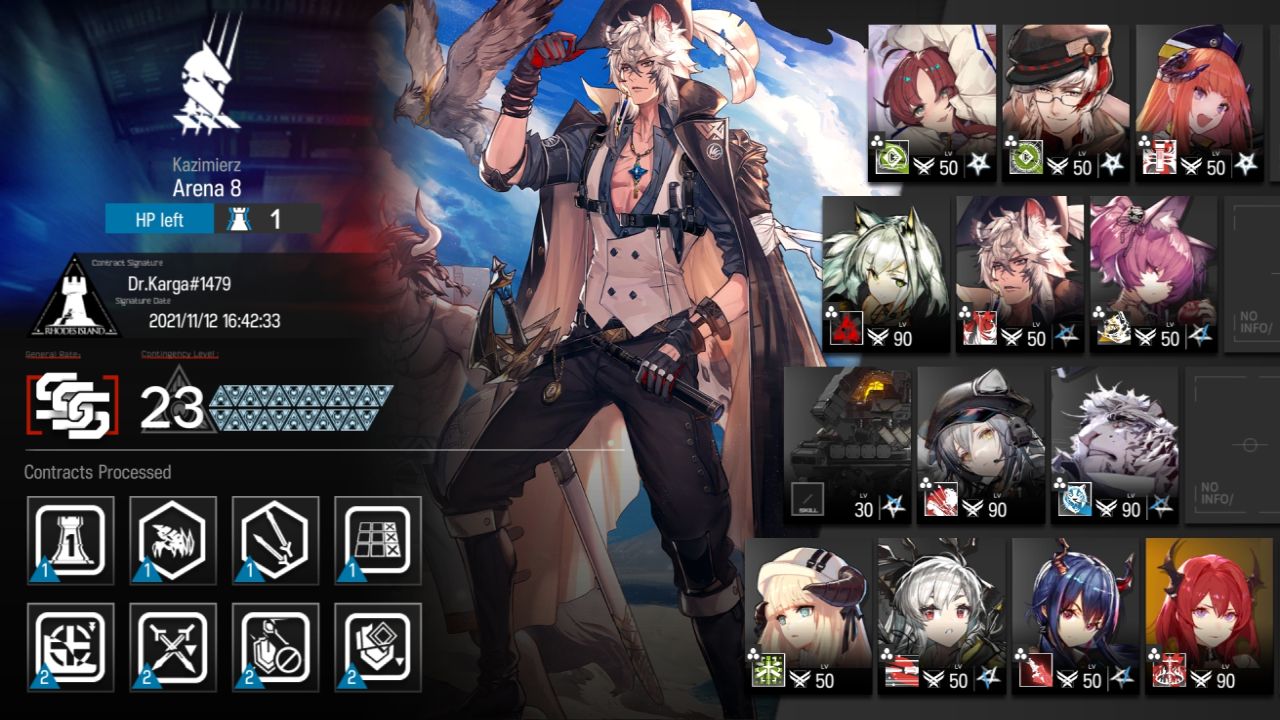 Kazimierz
Arena 8
HP left 1
Contract Signature
Dr.Karga#1479
Signature Date
2021/11/12 16:42:33
RHODES ISLAND
General Rate:
Contingency Level:
23
Contracts Processed
1 1 1 1
2 2 2 2
LV 50 LV 50 LV 50
LV 90 LV 50 LV 50
NO
INFO/
SKILL LV 30 LV 90 LV 90
NO
INFO/
LV 50 LV 50 LV 50 LV 90